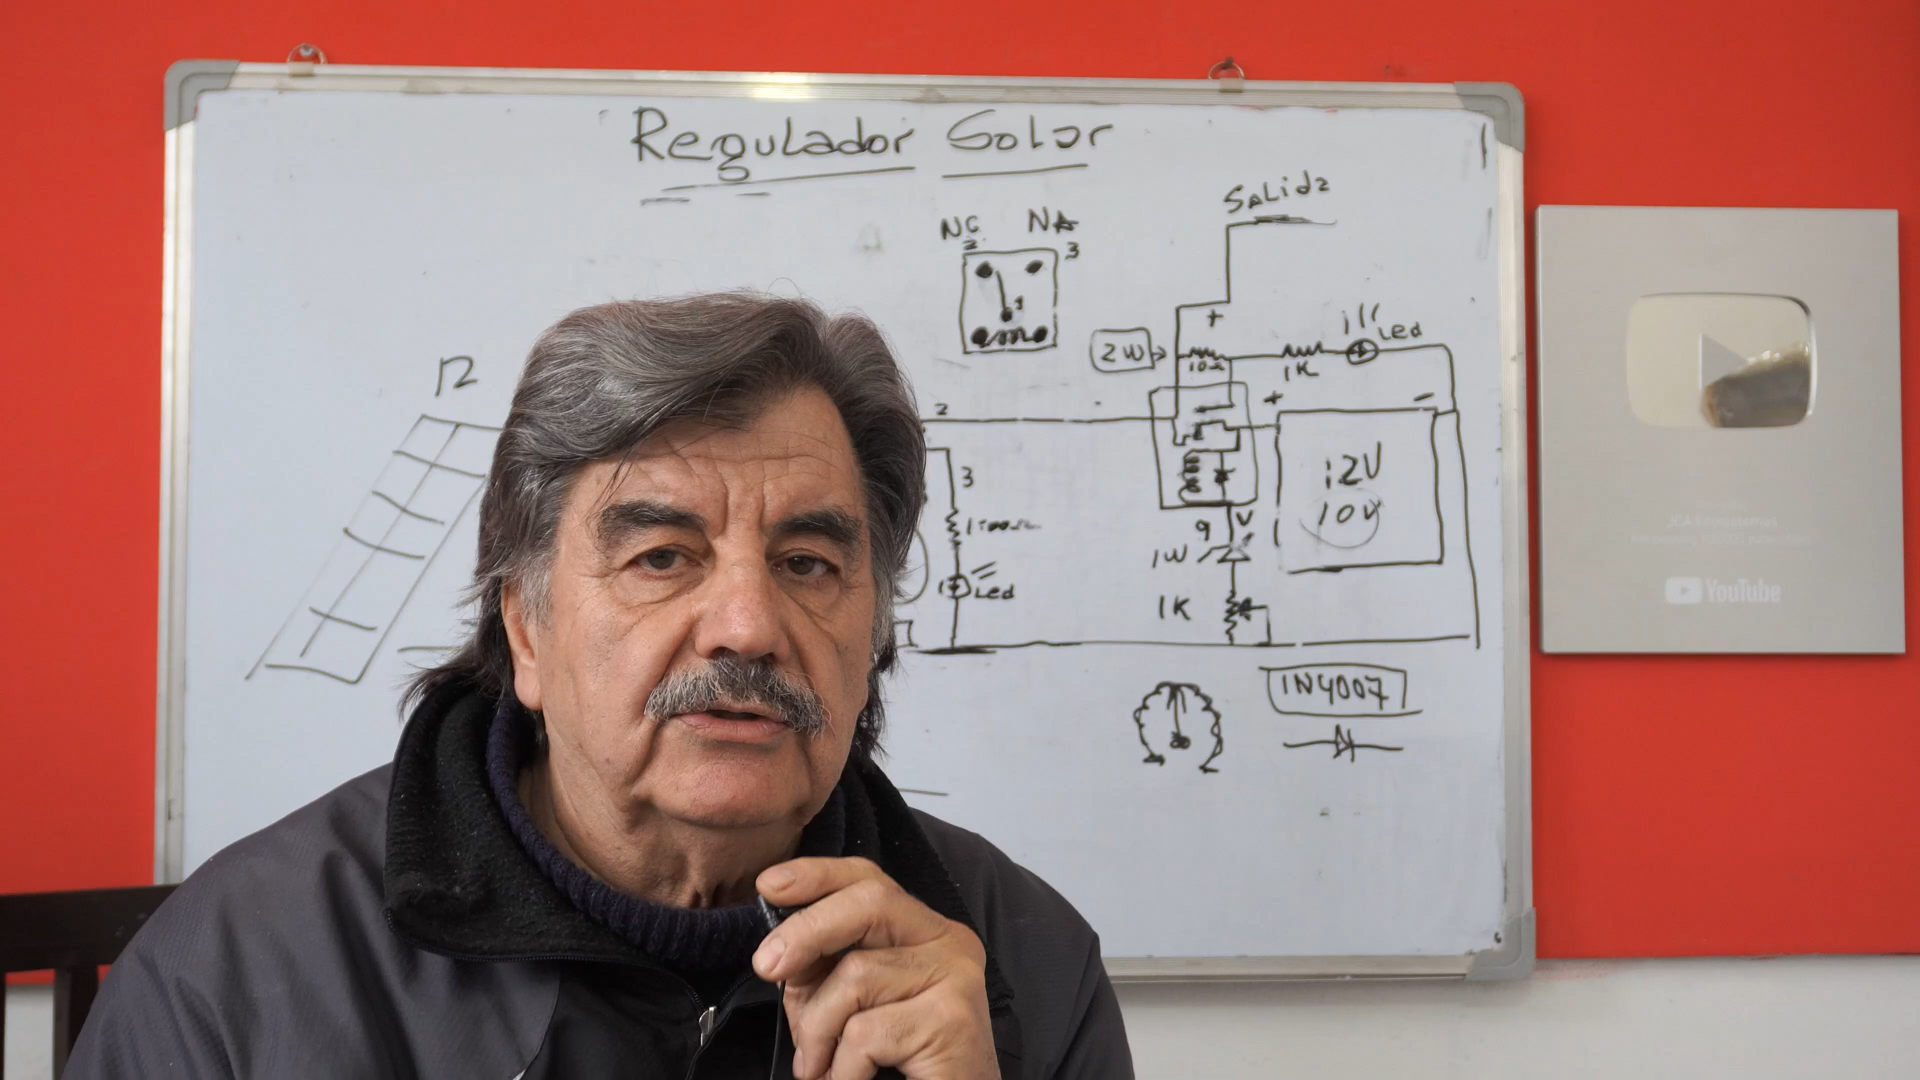 Regulador Solar
SALida
NC NA
2 3
1
+
2W
10Ω
1K
Led
12
2
+ -
12V
10V
3
9 V
1W
Led
1K
1N4007
YouTube